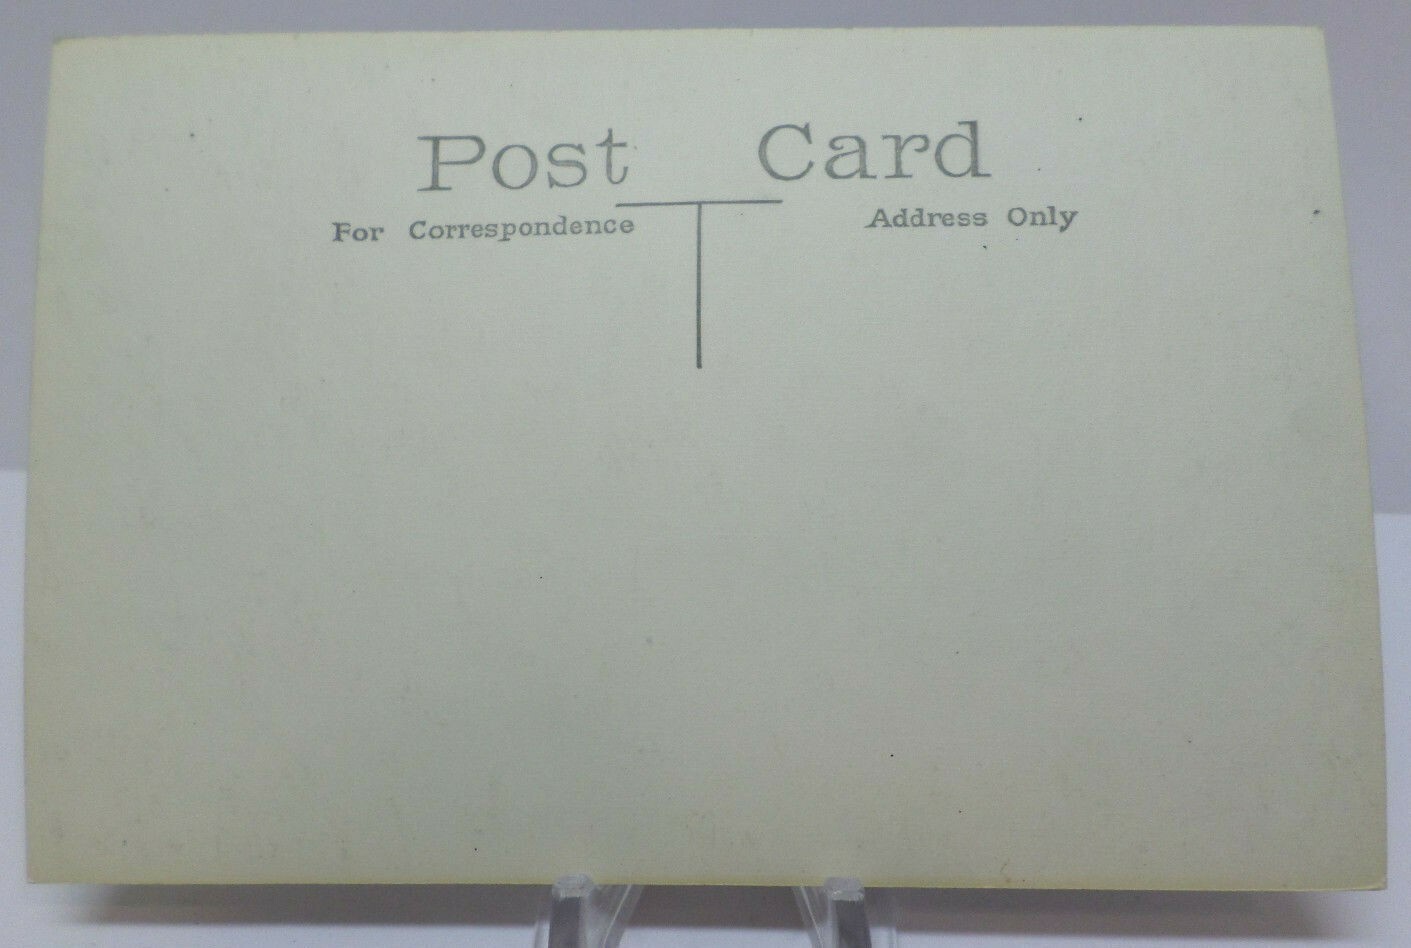 Post Card
For Correspondence Address Only